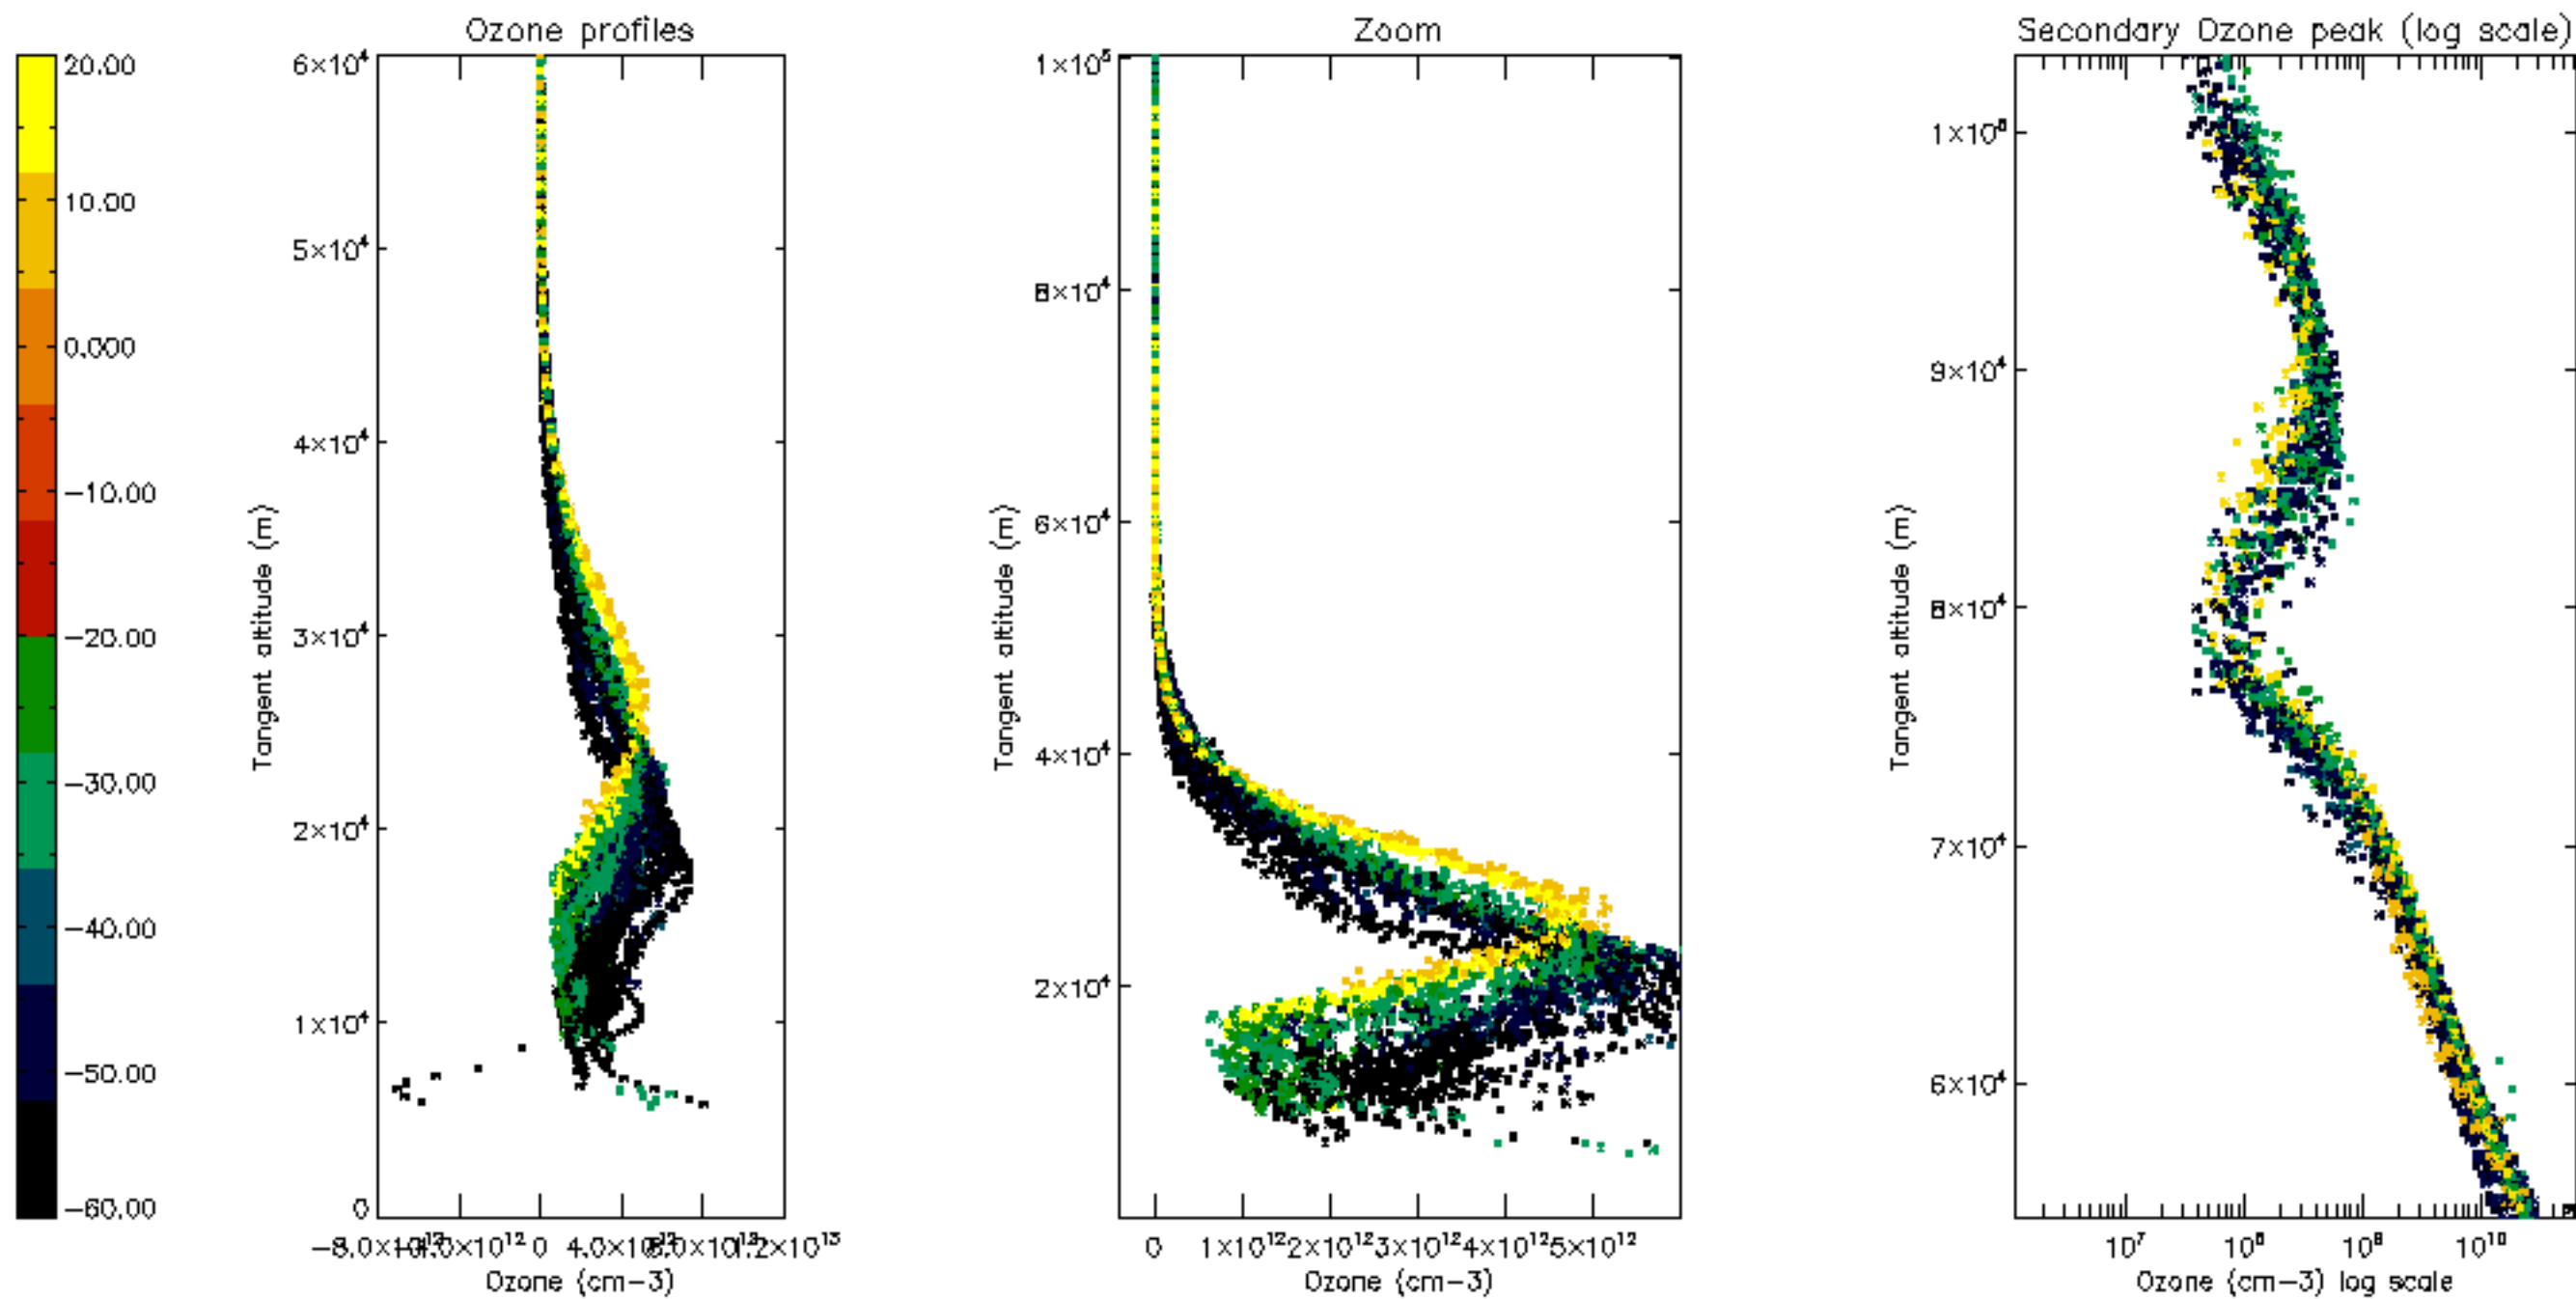 Ozone profiles
Zoom
Secondary Ozone peak (log scale)
20.00
10.00
0.000
-10.00
-20.00
-30.00
-40.00
-50.00
-60.00
Tangent altitude (m)
6×10⁴
5×10⁴
4×10⁴
3×10⁴
2×10⁴
1×10⁴
0
0
Ozone (cm-3)
Tangent altitude (m)
1×10⁵
8×10⁴
6×10⁴
4×10⁴
2×10⁴
0 1×10¹² 2×10¹² 3×10¹² 4×10¹² 5×10¹²
Ozone (cm-3)
Tangent altitude (m)
9×10⁴
8×10⁴
7×10⁴
6×10⁴
10⁷ 10⁸ 10⁹ 10¹⁰
Ozone (cm-3) log scale